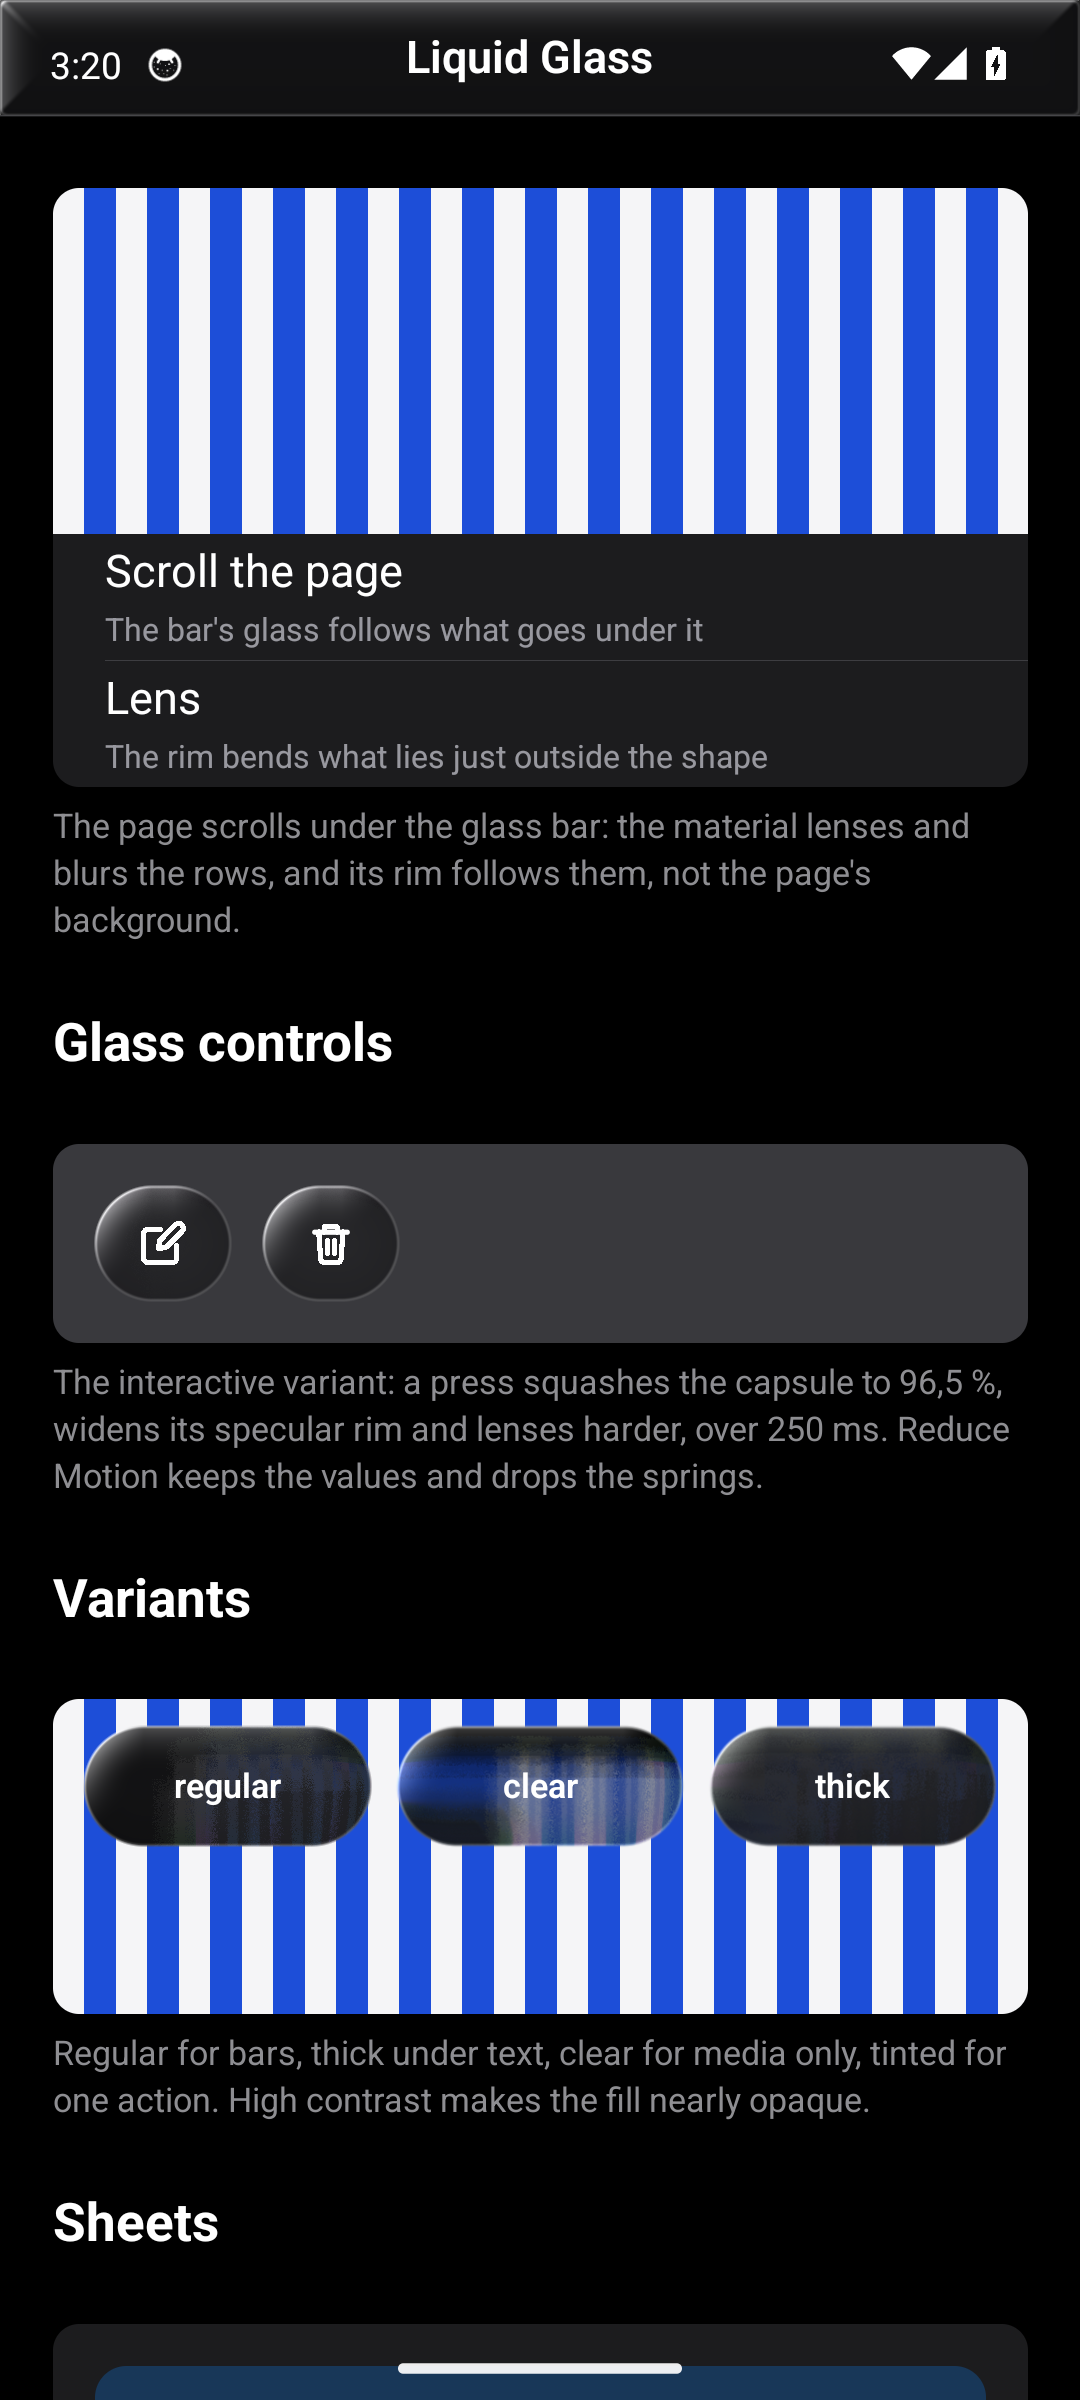 3:20
Liquid Glass
Scroll the page
The bar's glass follows what goes under it
Lens
The rim bends what lies just outside the shape
The page scrolls under the glass bar: the material lenses and
blurs the rows, and its rim follows them, not the page's
background.
Glass controls
The interactive variant: a press squashes the capsule to 96,5 %,
widens its specular rim and lenses harder, over 250 ms. Reduce
Motion keeps the values and drops the springs.
Variants
regular
clear
thick
Regular for bars, thick under text, clear for media only, tinted for
one action. High contrast makes the fill nearly opaque.
Sheets